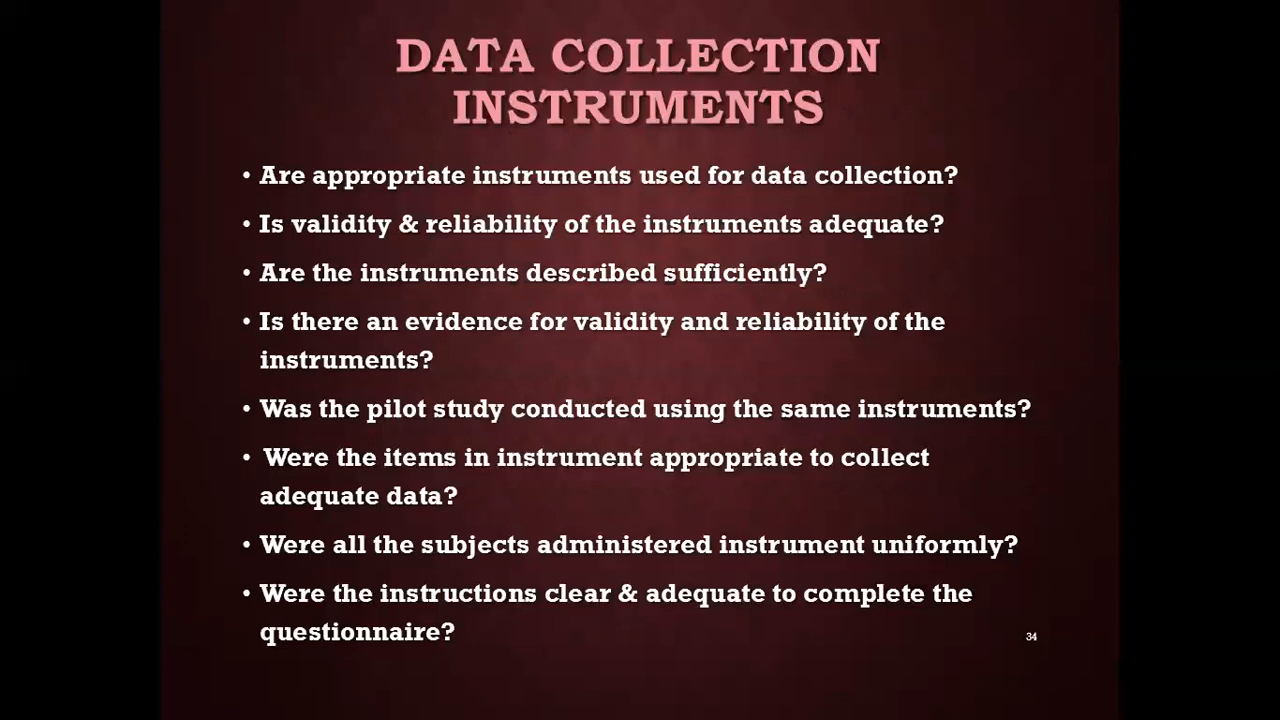 DATA COLLECTION
INSTRUMENTS
• Are appropriate instruments used for data collection?
• Is validity & reliability of the instruments adequate?
• Are the instruments described sufficiently?
• Is there an evidence for validity and reliability of the
instruments?
• Was the pilot study conducted using the same instruments?
• Were the items in instrument appropriate to collect
adequate data?
• Were all the subjects administered instrument uniformly?
• Were the instructions clear & adequate to complete the
questionnaire?
34